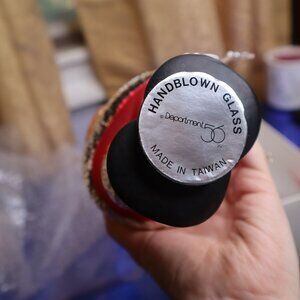 HANDBLOWN GLASS
© Department 56
MADE IN TAIWAN